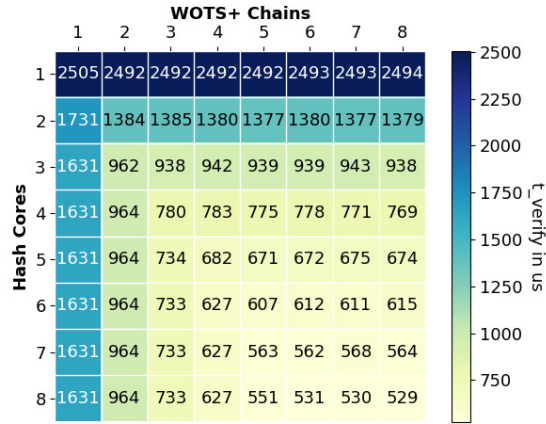 WOTS+ Chains
1 2 3 4 5 6 7 8
1 2505 2492 2492 2492 2492 2493 2493 2494
2 1731 1384 1385 1380 1377 1380 1377 1379
3 1631 962 938 942 939 939 943 938
4 1631 964 780 783 775 778 771 769
5 1631 964 734 682 671 672 675 674
6 1631 964 733 627 607 612 611 615
7 1631 964 733 627 563 562 568 564
8 1631 964 733 627 551 531 530 529
Hash Cores
2500
2250
2000
1750
1500
1250
1000
750
t_verify in us